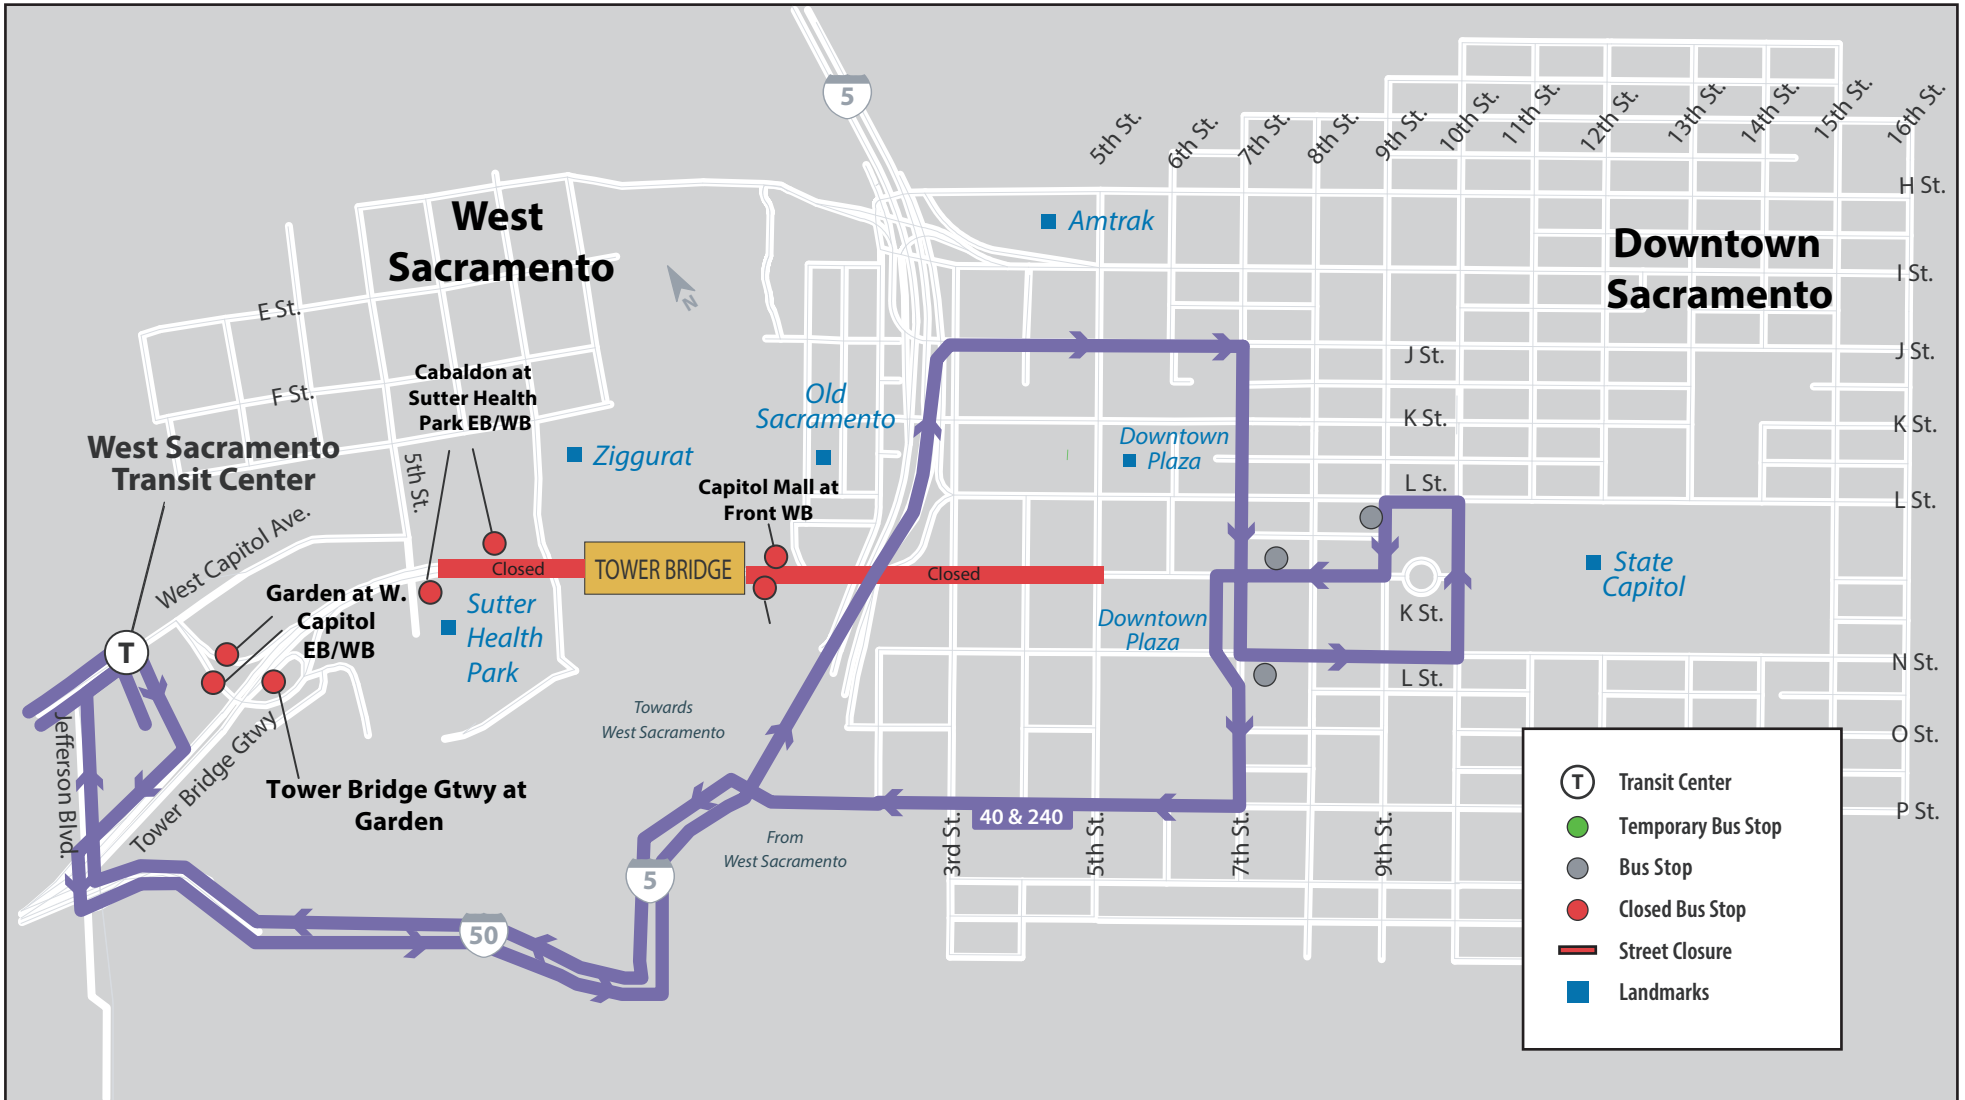 5
5th St.
6th St.
7th St.
8th St.
9th St.
10th St.
11th St.
12th St.
13th St.
14th St.
15th St.
16th St.
H St.
West
Sacramento
Amtrak
Downtown
Sacramento
I St.
N
E St.
J St.
J St.
F St.
Cabaldon at
Sutter Health
Park EB/WB
Old
Sacramento
K St.
K St.
West Sacramento
Transit Center
5th St.
Ziggurat
Downtown
Plaza
L St.
L St.
Capitol Mall at
Front WB
West Capitol Ave.
Closed
TOWER BRIDGE
Closed
State
Capitol
Garden at W.
Capitol
EB/WB
Sutter
Health
Park
Downtown
Plaza
K St.
T
N St.
L St.
Towards
West Sacramento
Jefferson Blvd.
Tower Bridge Gtwy
O St.
Tower Bridge Gtwy at
Garden
40 & 240
P St.
From
West Sacramento
3rd St.
5th St.
7th St.
9th St.
5
50
T
Transit Center
Temporary Bus Stop
Bus Stop
Closed Bus Stop
Street Closure
Landmarks